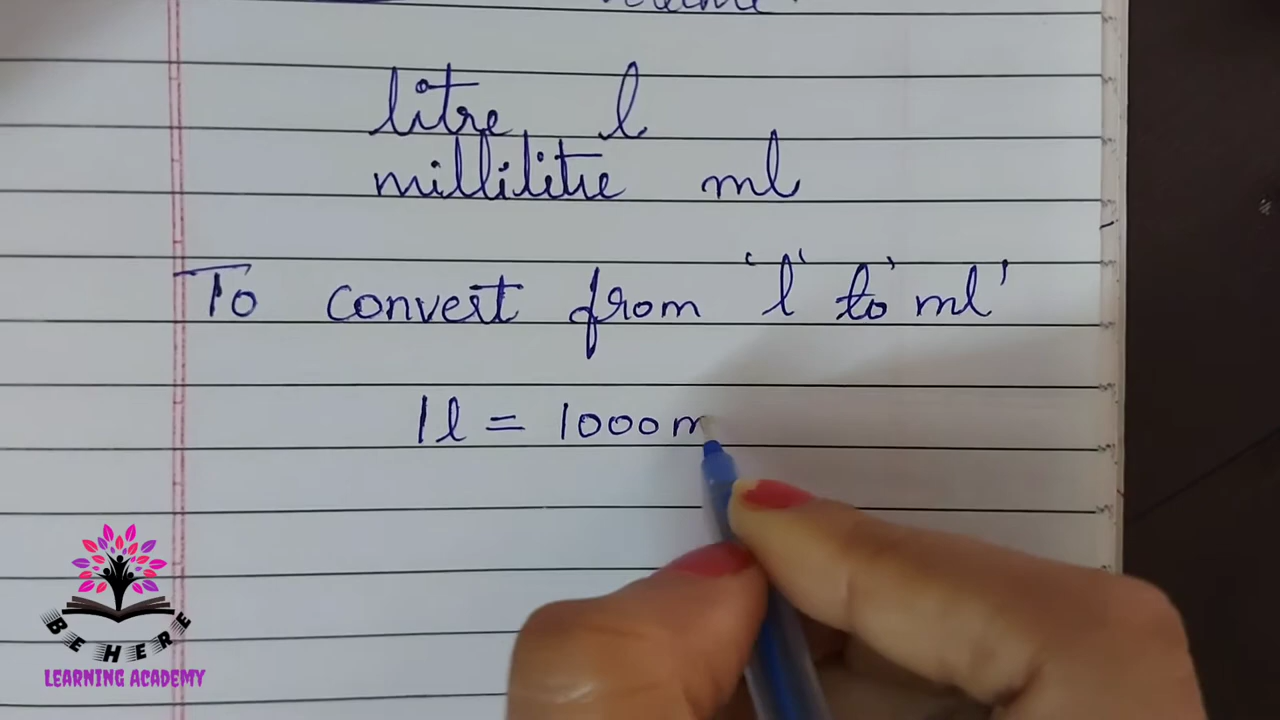 litre, l
millilitre ml
To convert from 'l' to 'ml'
1l = 1000m
BE HERE
LEARNING ACADEMY